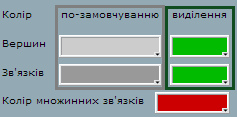 Колір по-замовчуванню виділення
Вершин
Зв'язків
Колір множинних зв'язків